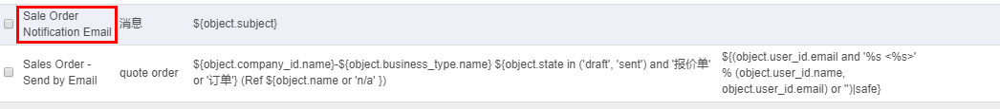 Sale Order
Notification Email
消息
${object.subject}
Sales Order -
Send by Email
quote order
${object.company_id.name}-${object.business_type.name} ${object.state in ('draft', 'sent') and '报价单'
or '订单'} (Ref ${object.name or 'n/a' })
${(object.user_id.email and '%s <%s>'
% (object.user_id.name,
object.user_id.email) or '')|safe}